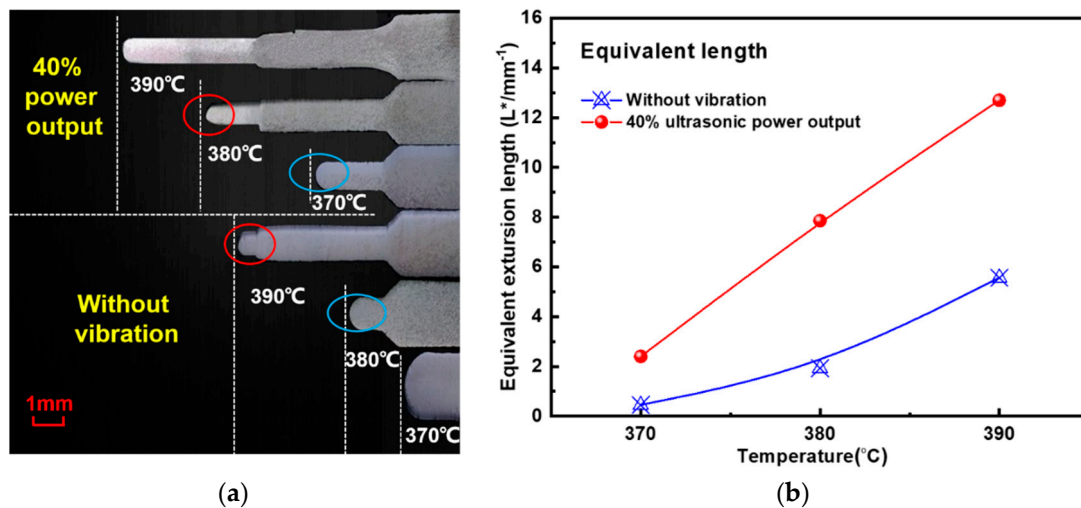 40%
power
output
390℃
380℃
370℃
Without
vibration
390℃
380℃
370℃
1mm
(a)
Equivalent length
Without vibration
40% ultrasonic power output
Equivalent extursion length (L*/mm⁻¹)
16
14
12
10
8
6
4
2
0
370
380
390
Temperature(°C)
(b)